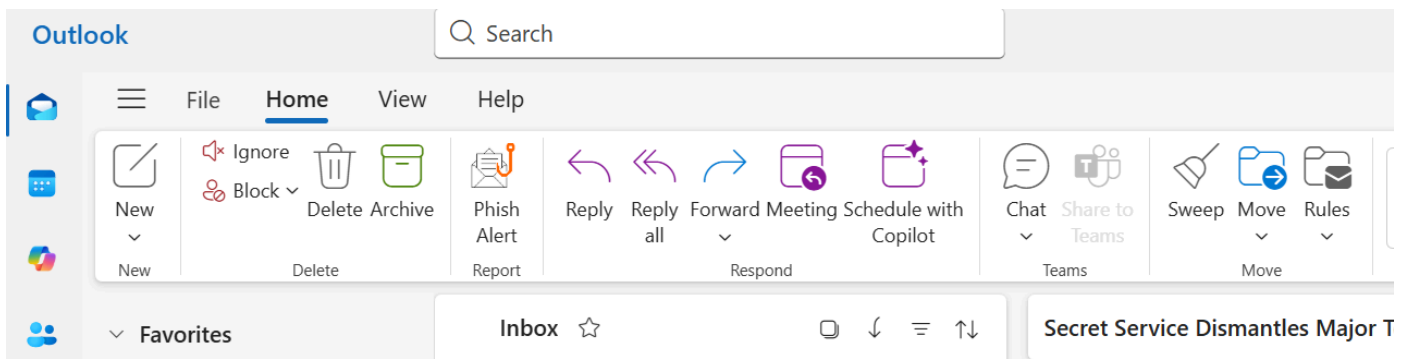 Outlook
Search
File Home View Help
Ignore
Block
New
Delete Archive
Phish
Alert
Reply
Reply
all
Forward Meeting Schedule with
Copilot
Chat
Share to
Teams
Sweep Move Rules
New
Delete
Report
Respond
Teams
Move
Favorites
Inbox
Secret Service Dismantles Major T